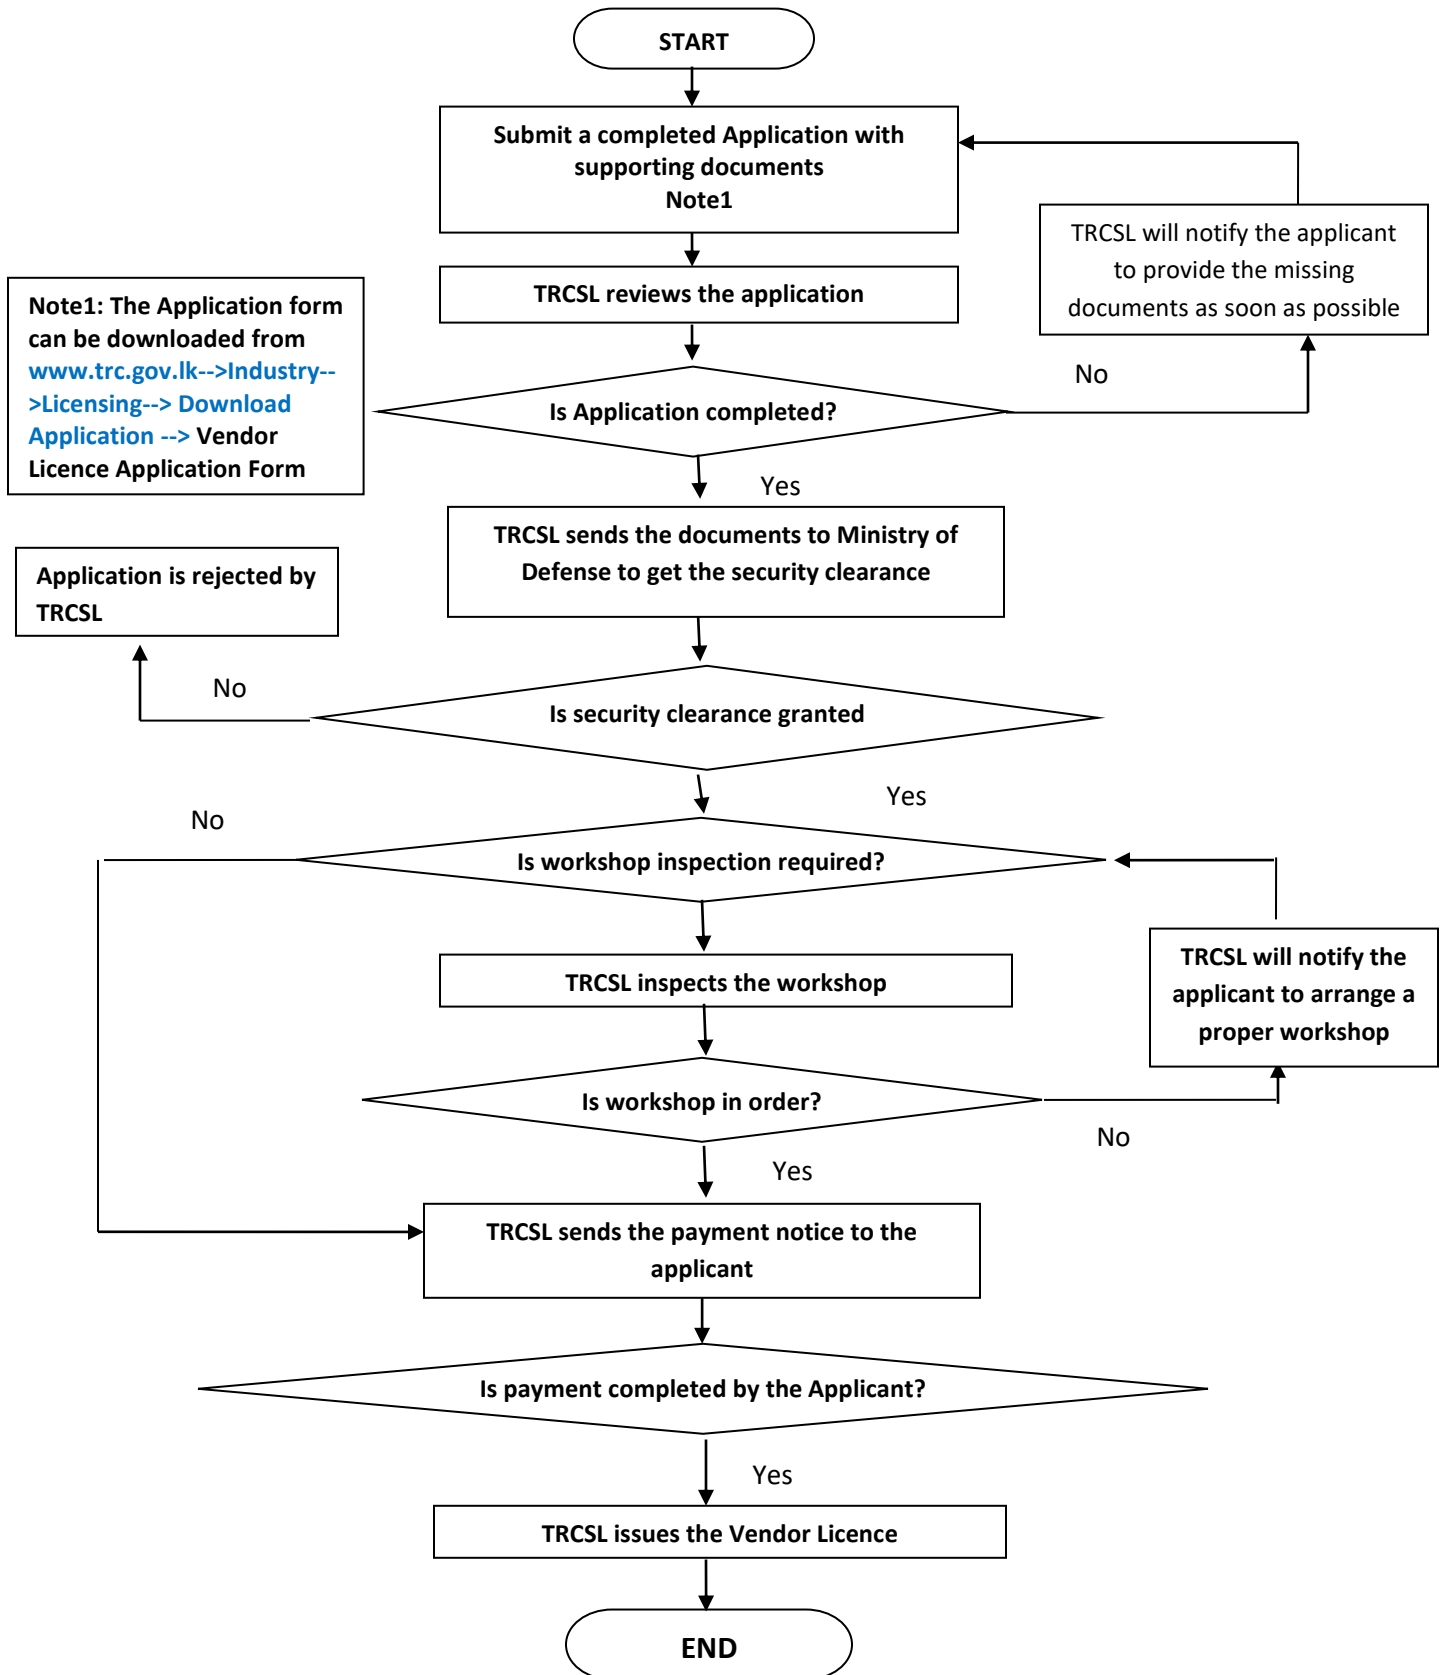 START
Submit a completed Application with
supporting documents
Note1
TRCSL will notify the applicant
to provide the missing
documents as soon as possible
TRCSL reviews the application
Note1: The Application form
can be downloaded from
www.trc.gov.lk-->Industry--
>Licensing--> Download
Application --> Vendor
Licence Application Form
Is Application completed?
No
Yes
TRCSL sends the documents to Ministry of
Defense to get the security clearance
Application is rejected by
TRCSL
No
Is security clearance granted
Yes
No
Is workshop inspection required?
TRCSL inspects the workshop
TRCSL will notify the
applicant to arrange a
proper workshop
Is workshop in order?
No
Yes
TRCSL sends the payment notice to the
applicant
Is payment completed by the Applicant?
Yes
TRCSL issues the Vendor Licence
END